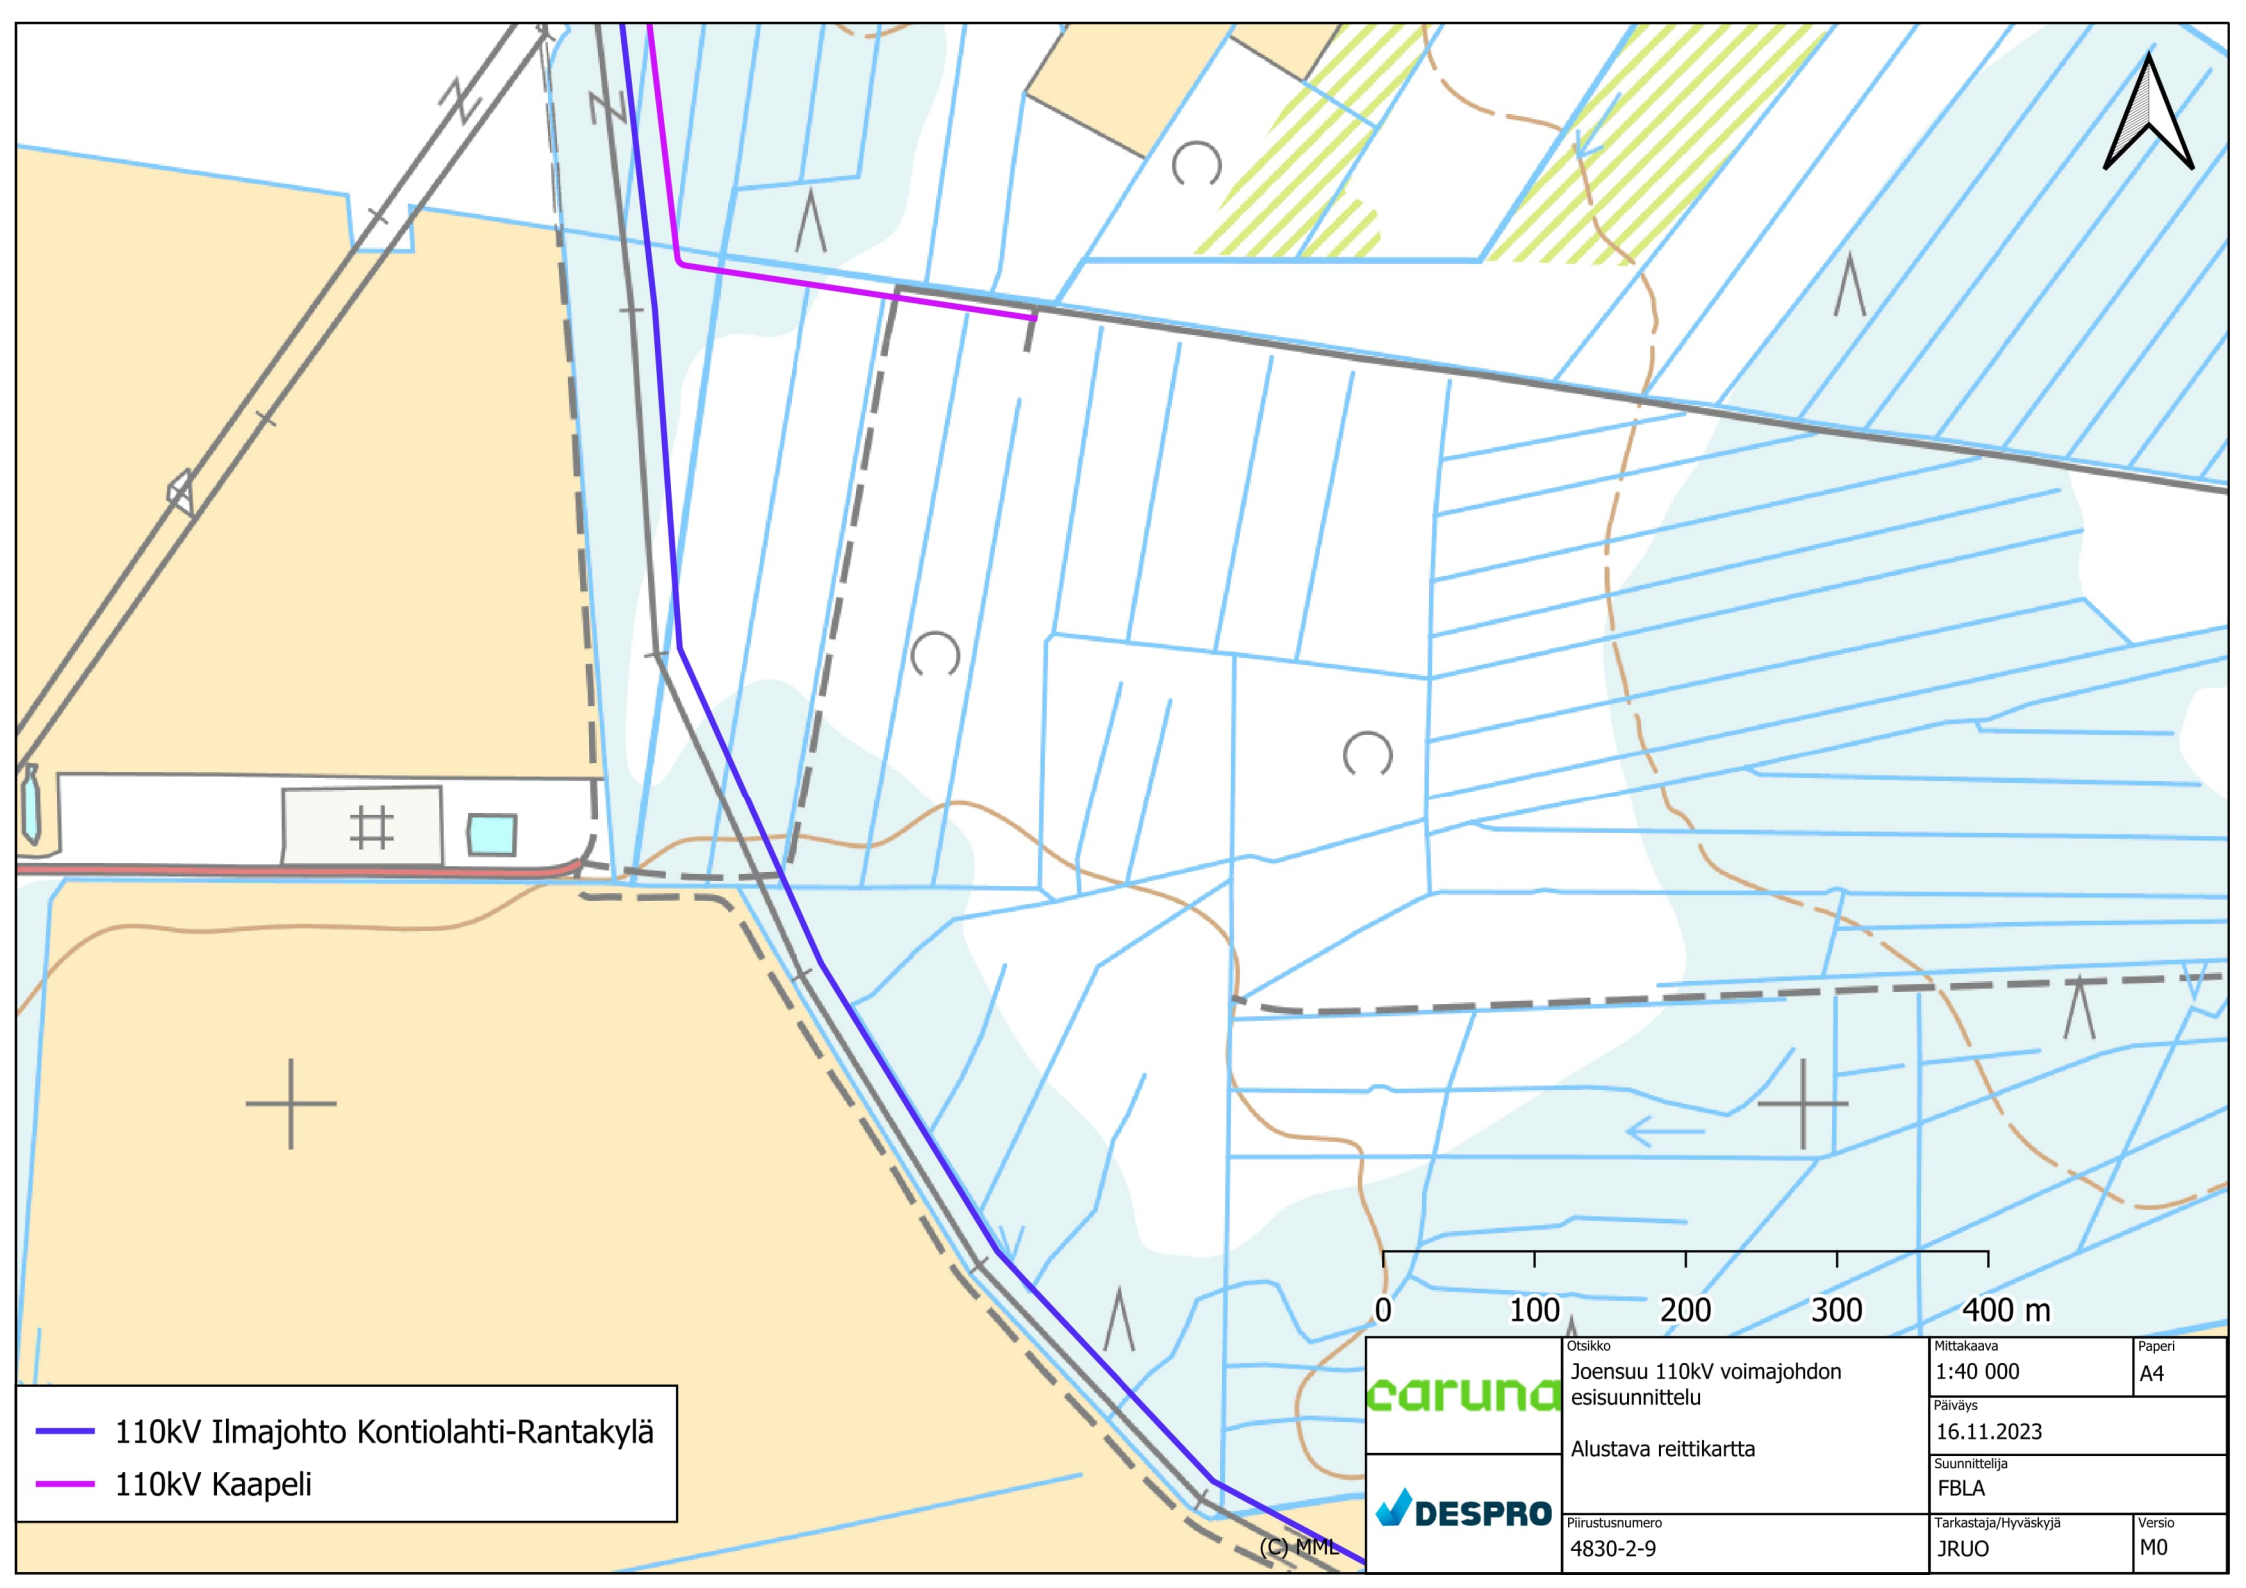 0 100 200 300 400 m
110kV Ilmajohto Kontiolahti-Rantakylä
110kV Kaapeli
(C) MML
caruna
DESPRO
Otsikko
Joensuu 110kV voimajohdon
esisuunnittelu
Alustava reittikartta
Piirustusnumero
4830-2-9
Mittakaava
1:40 000
Paperi
A4
Päiväys
16.11.2023
Suunnittelija
FBLA
Tarkastaja/Hyväskyjä
JRUO
Versio
M0